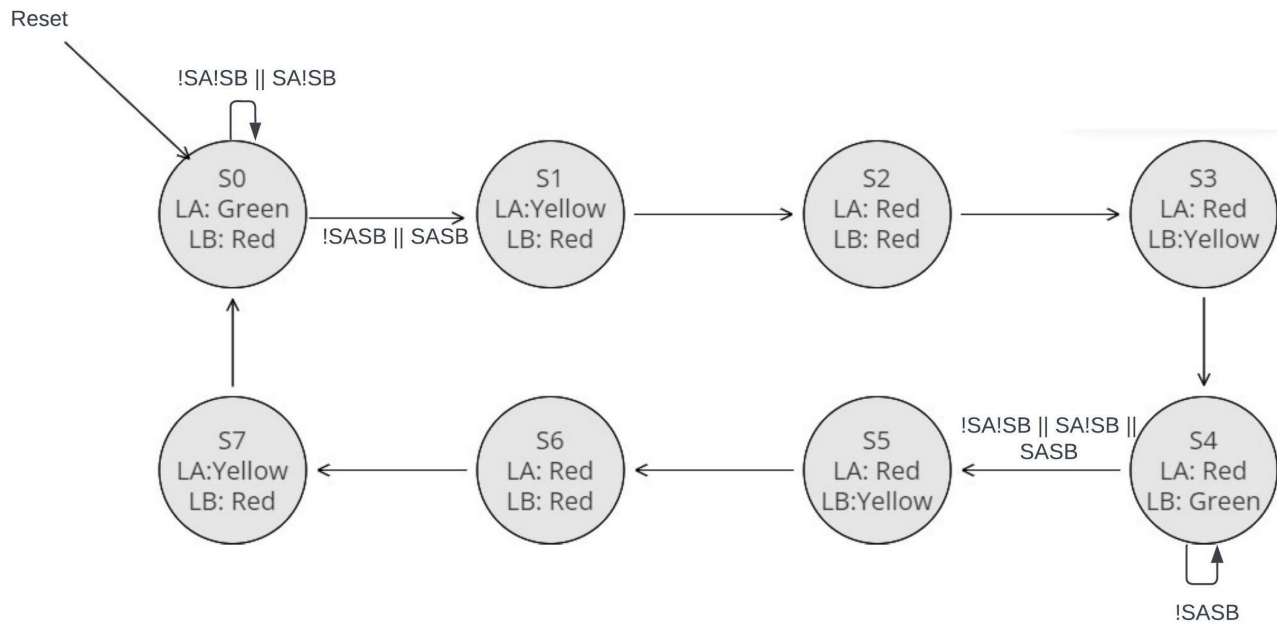 Reset
!SA!SB || SA!SB
S0
LA: Green
LB: Red
!SASB || SASB
S1
LA:Yellow
LB: Red
S2
LA: Red
LB: Red
S3
LA: Red
LB:Yellow
S7
LA:Yellow
LB: Red
S6
LA: Red
LB: Red
S5
LA: Red
LB:Yellow
!SA!SB || SA!SB ||
SASB
S4
LA: Red
LB: Green
!SASB